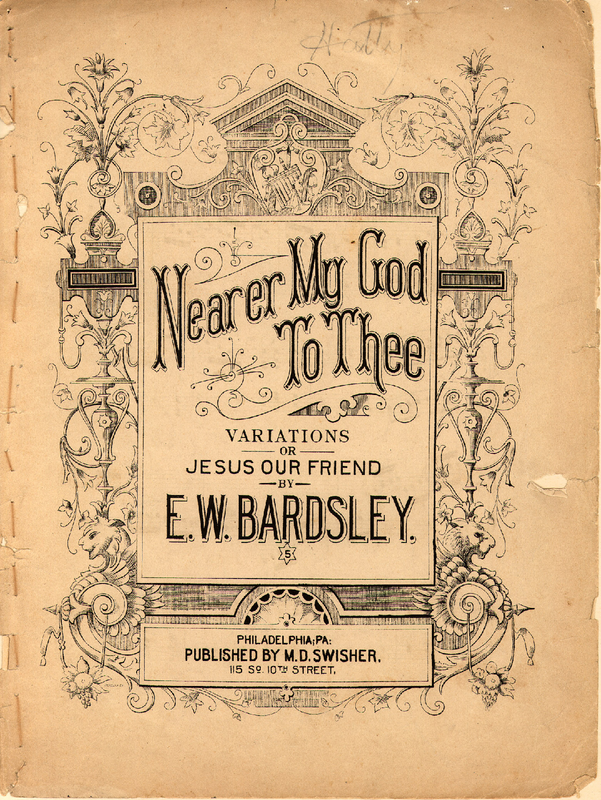 Nearer My God
To Thee
VARIATIONS
OR
JESUS OUR FRIEND
BY
E.W. BARDSLEY.
5
PHILADELPHIA; PA:
PUBLISHED BY M.D. SWISHER,
115 SO. 10TH STREET.